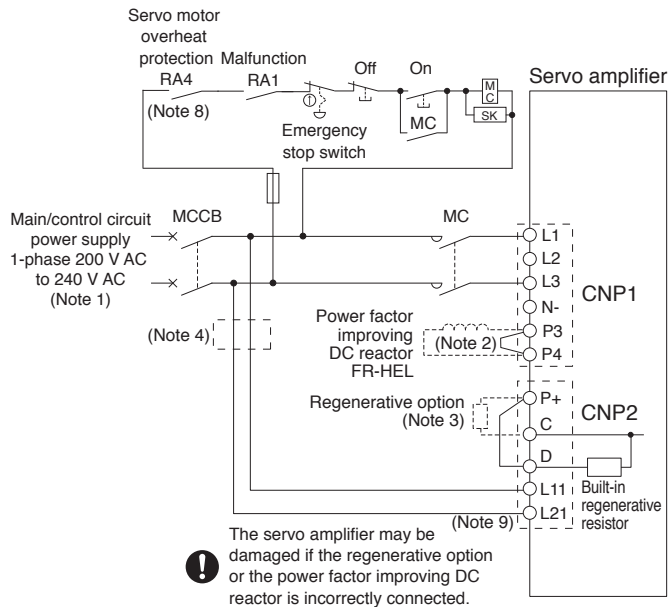 Servo motor
overheat
protection
RA4
(Note 8)
Malfunction
RA1
Emergency
stop switch
Off
On
MC
M
C
SK
Servo amplifier
Main/control circuit
power supply
1-phase 200 V AC
to 240 V AC
(Note 1)
MCCB
MC
(Note 4)
L1
L2
L3
N-
P3
P4
CNP1
Power factor
improving
DC reactor
FR-HEL
(Note 2)
Regenerative option
(Note 3)
P+
C
D
L11
L21
CNP2
Built-in
regenerative
resistor
(Note 9)
The servo amplifier may be
damaged if the regenerative option
or the power factor improving DC
reactor is incorrectly connected.